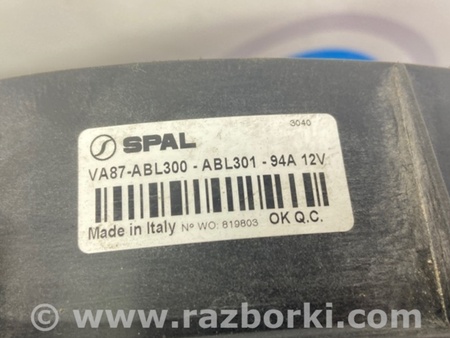 3040
SPAL
VA87-ABL300 - ABL301 - 94A 12V
Made in Italy Nº WO: 819803 OK Q.C.
© www.razborki.com